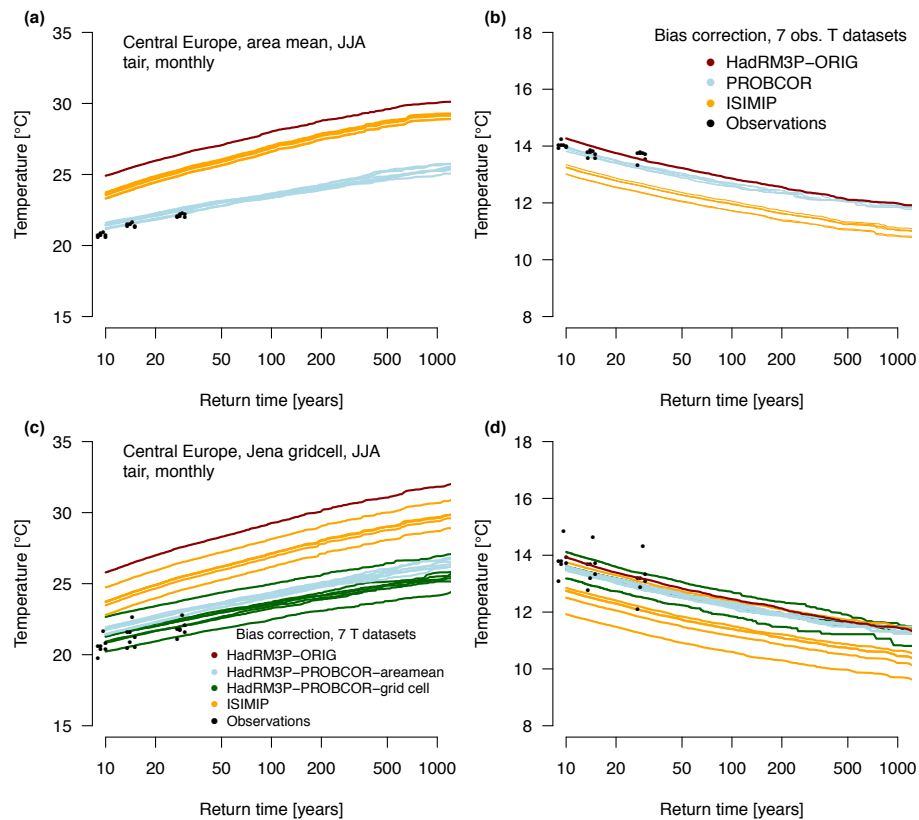 (a)
Central Europe, area mean, JJA
tair, monthly
Temperature [°C]
35
30
25
20
15
10 20 50 100 200 500 1000
Return time [years]
(b)
Bias correction, 7 obs. T datasets
HadRM3P−ORIG
PROBCOR
ISIMIP
Observations
Temperature [°C]
18
16
14
12
10
8
10 20 50 100 200 500 1000
Return time [years]
(c)
Central Europe, Jena gridcell, JJA
tair, monthly
Temperature [°C]
35
30
25
20
15
Bias correction, 7 T datasets
HadRM3P−ORIG
HadRM3P−PROBCOR−areamean
HadRM3P−PROBCOR−grid cell
ISIMIP
Observations
10 20 50 100 200 500 1000
Return time [years]
(d)
Temperature [°C]
18
16
14
12
10
8
10 20 50 100 200 500 1000
Return time [years]